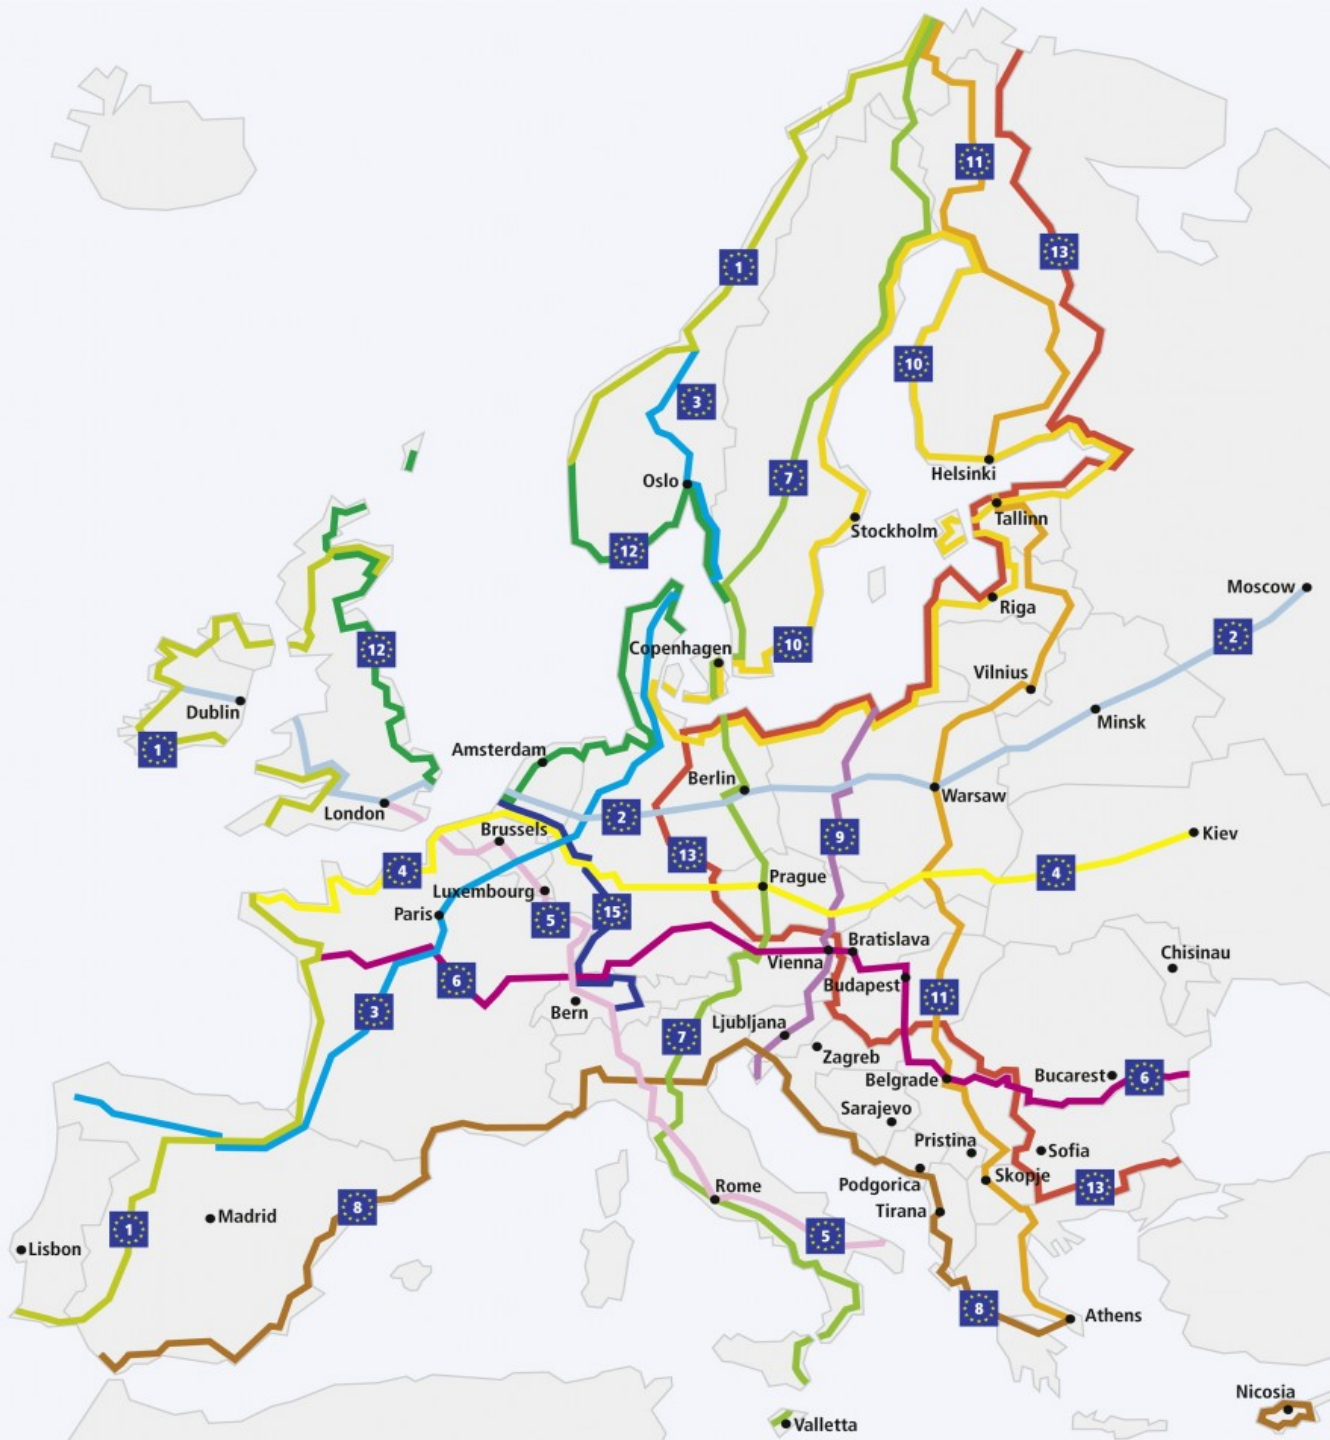 11
13
1
10
3
7
Oslo
Helsinki
Tallinn
Stockholm
12
Moscow
Riga
2
12
10
Copenhagen
Vilnius
Dublin
Minsk
1
Amsterdam
Berlin
Warsaw
London
2
Brussels
9
Kiev
13
4
4
Prague
Luxembourg
15
Paris
5
Bratislava
Vienna
Chisinau
6
Budapest
11
Bern
3
Ljubljana
7
Zagreb
Belgrade
Bucarest
6
Sarajevo
Pristina
Sofia
Skopje
Podgorica
13
Rome
8
Tirana
Madrid
1
5
Lisbon
8
Athens
Nicosia
Valletta